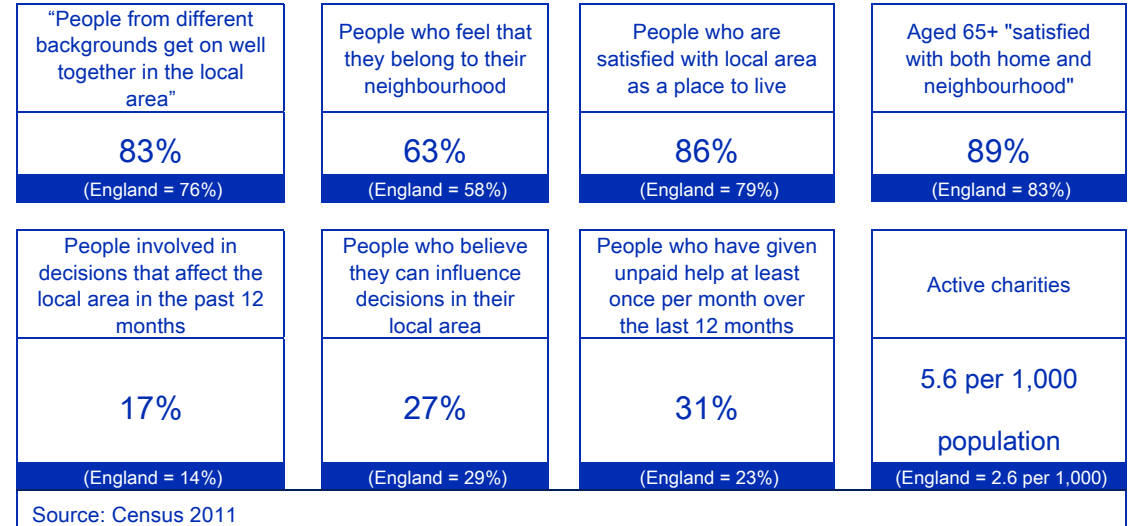 “People from different
backgrounds get on well
together in the local
area”
83%
(England = 76%)
People who feel that
they belong to their
neighbourhood
63%
(England = 58%)
People who are
satisfied with local area
as a place to live
86%
(England = 79%)
Aged 65+ "satisfied
with both home and
neighbourhood"
89%
(England = 83%)
People involved in
decisions that affect the
local area in the past 12
months
17%
(England = 14%)
People who believe
they can influence
decisions in their
local area
27%
(England = 29%)
People who have given
unpaid help at least
once per month over
the last 12 months
31%
(England = 23%)
Active charities
5.6 per 1,000
population
(England = 2.6 per 1,000)
Source: Census 2011